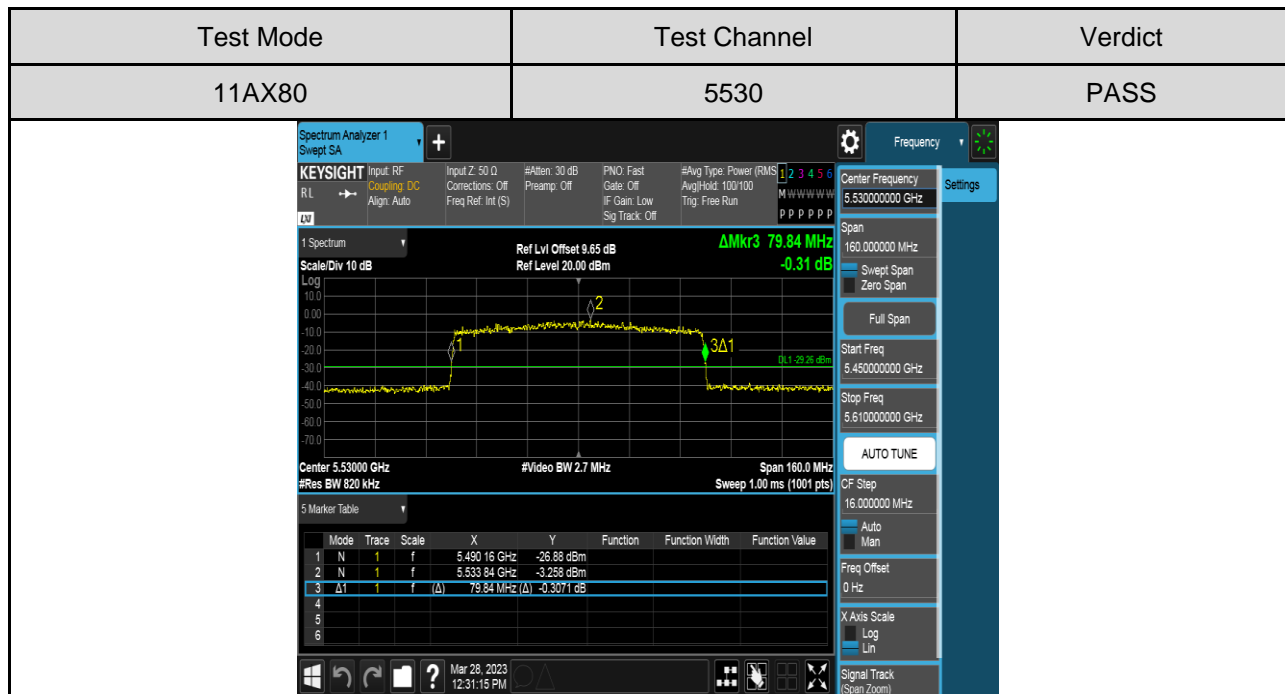 Test Mode Test Channel Verdict
11AX80 5530 PASS
Spectrum Analyzer 1
Swept SA
+
Frequency
KEYSIGHT
RL
LXI
Input: RF
Coupling: DC
Align: Auto
Input Z: 50 Ω
Corrections: Off
Freq Ref: Int (S)
#Atten: 30 dB
Preamp: Off
PNO: Fast
Gate: Off
IF Gain: Low
Sig Track: Off
#Avg Type: Power (RMS
Avg|Hold: 100/100
Trig: Free Run
1 2 3 4 5 6
M W W W W W
P P P P P P
1 Spectrum
Scale/Div 10 dB
Ref Lvl Offset 9.65 dB
Ref Level 20.00 dBm
ΔMkr3 79.84 MHz
-0.31 dB
Log
10.0
0.00
-10.0
-20.0
-30.0
-40.0
-50.0
-60.0
-70.0
1
2
3Δ1
DL1 -29.26 dBm
Center 5.53000 GHz #Video BW 2.7 MHz Span 160.0 MHz
#Res BW 820 kHz Sweep 1.00 ms (1001 pts)
5 Marker Table
Mode Trace Scale X Y Function Function Width Function Value
1 N 1 f 5.490 16 GHz -26.88 dBm
2 N 1 f 5.533 84 GHz -3.258 dBm
3 Δ1 1 f (Δ) 79.84 MHz (Δ) -0.3071 dB
4
5
6
?
Mar 28, 2023
12:31:15 PM
Center Frequency
5.530000000 GHz
Settings
Span
160.000000 MHz
Swept Span
Zero Span
Full Span
Start Freq
5.450000000 GHz
Stop Freq
5.610000000 GHz
AUTO TUNE
CF Step
16.000000 MHz
Auto
Man
Freq Offset
0 Hz
X Axis Scale
Log
Lin
Signal Track
(Span Zoom)